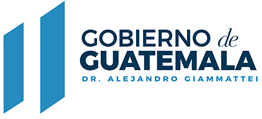 GOBIERNO de
GUATEMALA
DR. ALEJANDRO GIAMMATTEI